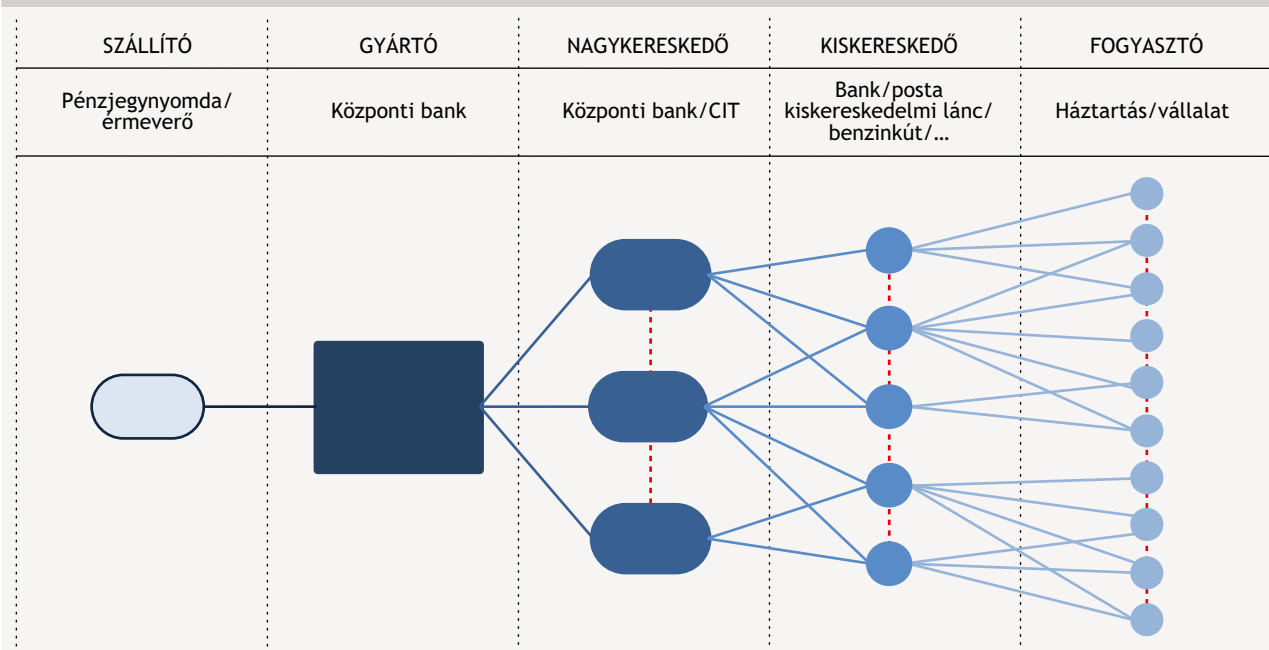 SZÁLLÍTÓ
GYÁRTÓ
NAGYKERESKEDŐ
KISKERESKEDŐ
FOGYASZTÓ
Pénzjegynyomda/
érmeverő
Központi bank
Központi bank/CIT
Bank/posta
kiskereskedelmi lánc/
benzinkút/…
Háztartás/vállalat